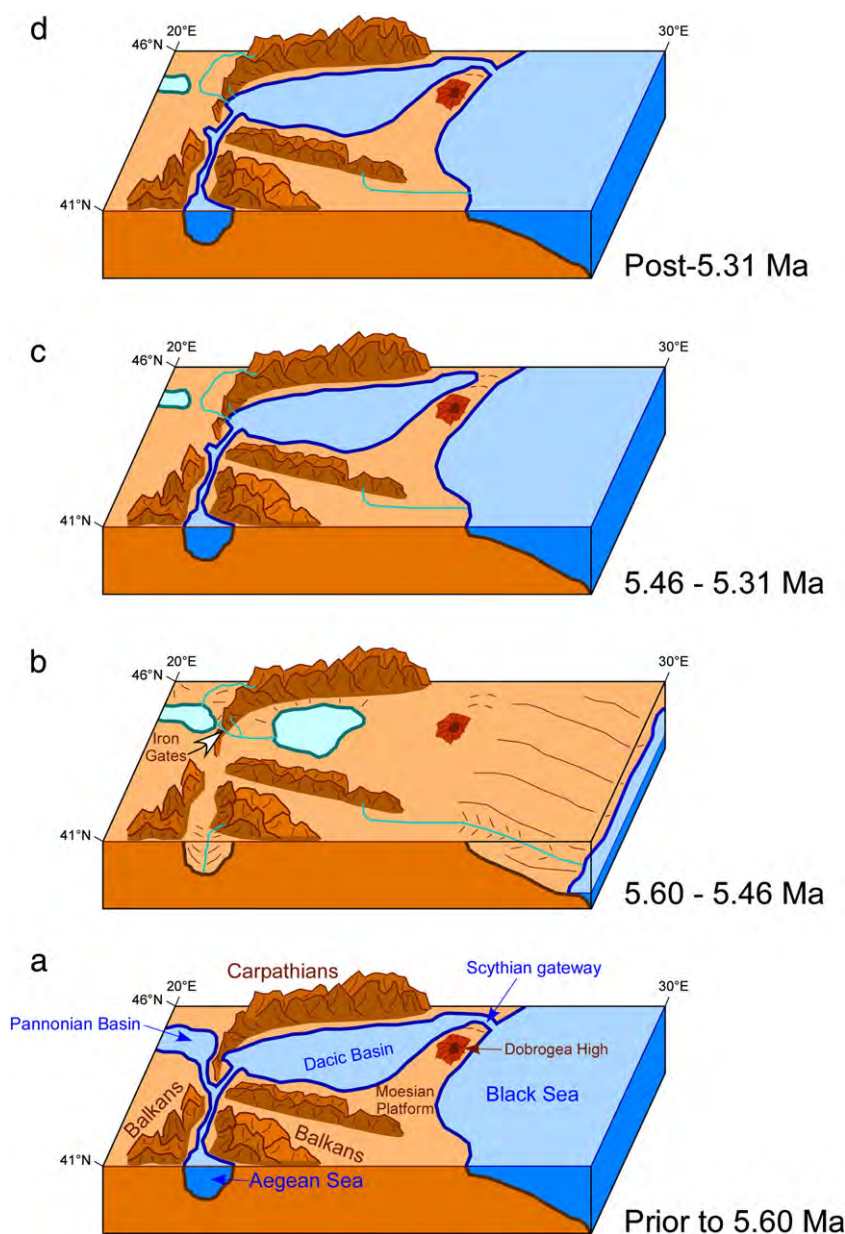 d
20°E
46°N
30°E
41°N
Post-5.31 Ma
c
20°E
46°N
30°E
41°N
5.46 - 5.31 Ma
b
20°E
46°N
30°E
Iron
Gates
41°N
5.60 - 5.46 Ma
a
Carpathians
Scythian gateway
20°E
46°N
30°E
Pannonian Basin
Dacic Basin
Dobrogea High
Moesian
Platform
Black Sea
Balkans
Balkans
41°N
Aegean Sea
Prior to 5.60 Ma